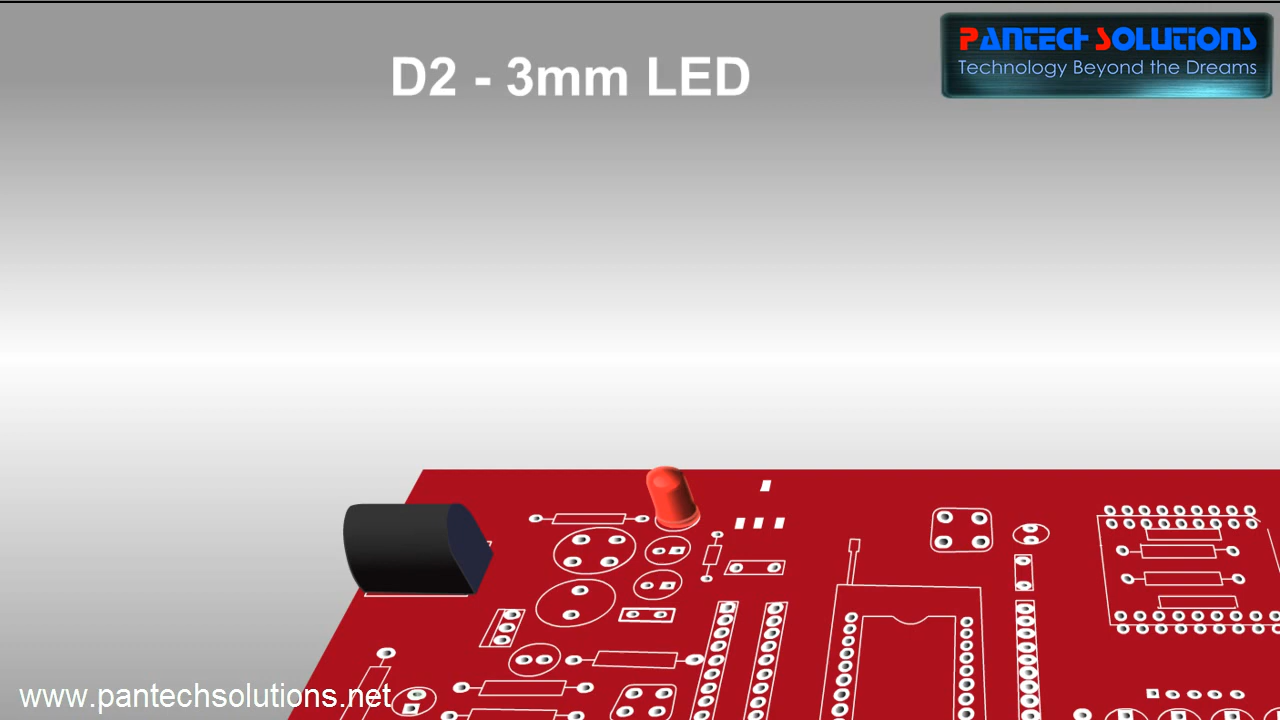 D2 - 3mm LED
PANTECH SOLUTIONS
Technology Beyond the Dreams
www.pantechsolutions.net